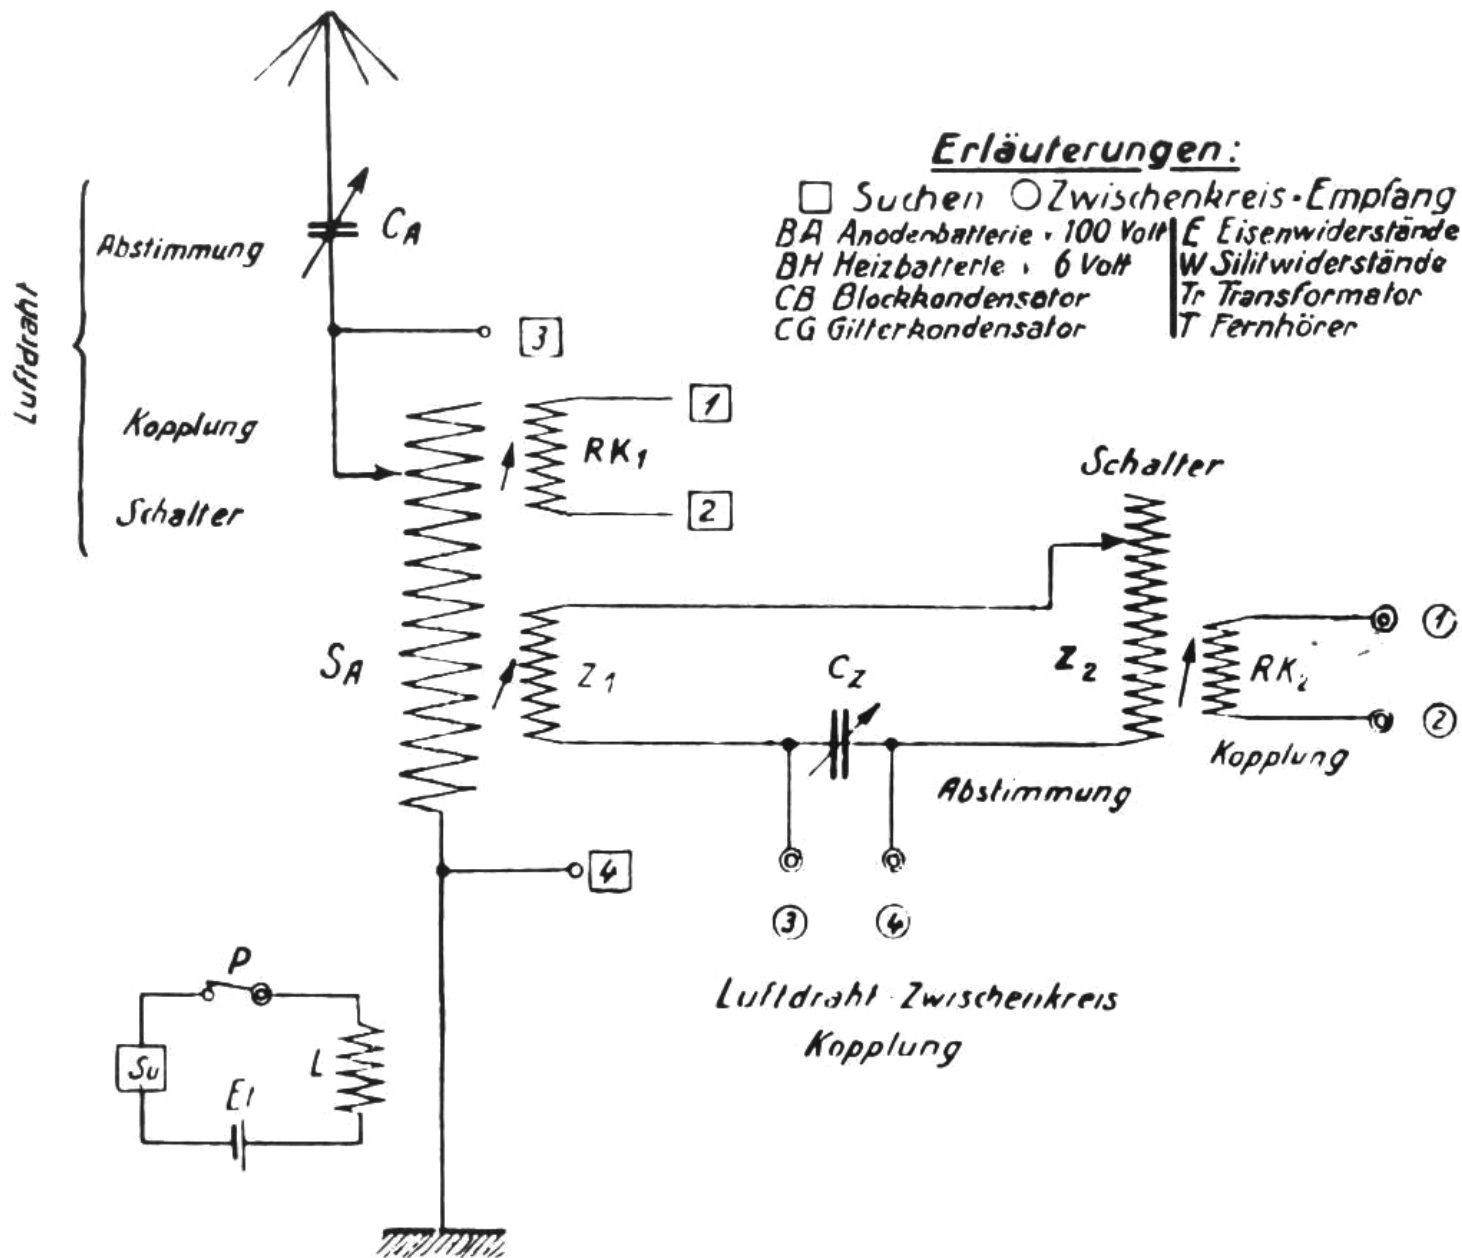 Erläuterungen:
□ Suchen ○ Zwischenkreis-Empfang
BA Anodenbatterie, 100 Volt
BH Heizbatterie, 6 Volt
CB Blockkondensator
CG Gitterkondensator
E Eisenwiderstände
W Silitwiderstände
Tr Transformator
T Fernhörer
Luftdraht
Abstimmung
CA
3
Kopplung
Schalter
1
RK1
2
Schalter
SA
Z1
CZ
Z2
RK2
1
2
Kopplung
Abstimmung
4
3
4
Luftdraht-Zwischenkreis
Kopplung
P
Su
L
El